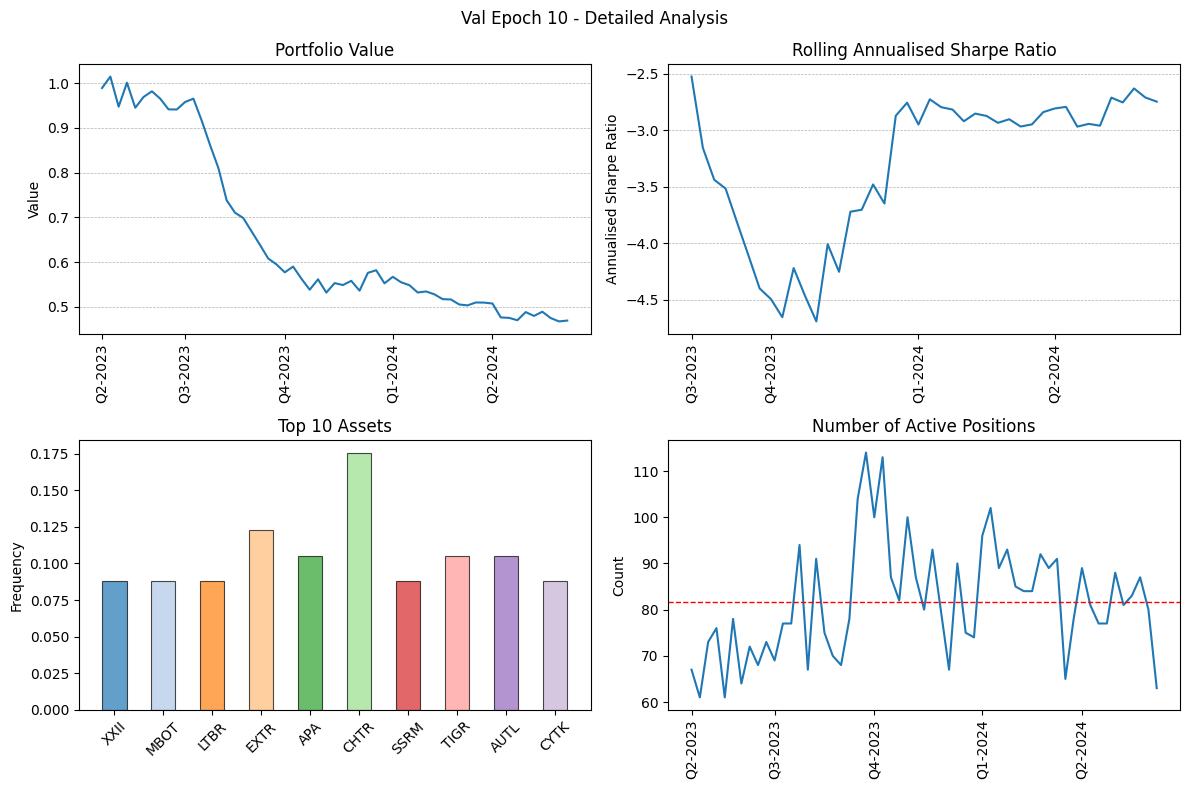 Val Epoch 10 - Detailed Analysis
Portfolio Value
Value
1.0
0.9
0.8
0.7
0.6
0.5
Q2-2023
Q3-2023
Q4-2023
Q1-2024
Q2-2024
Rolling Annualised Sharpe Ratio
Annualised Sharpe Ratio
−2.5
−3.0
−3.5
−4.0
−4.5
Q3-2023
Q4-2023
Q1-2024
Q2-2024
Top 10 Assets
Frequency
0.175
0.150
0.125
0.100
0.075
0.050
0.025
0.000
XXII
MBOT
LTBR
EXTR
APA
CHTR
SSRM
TIGR
AUTL
CYTK
Number of Active Positions
Count
110
100
90
80
70
60
Q2-2023
Q3-2023
Q4-2023
Q1-2024
Q2-2024